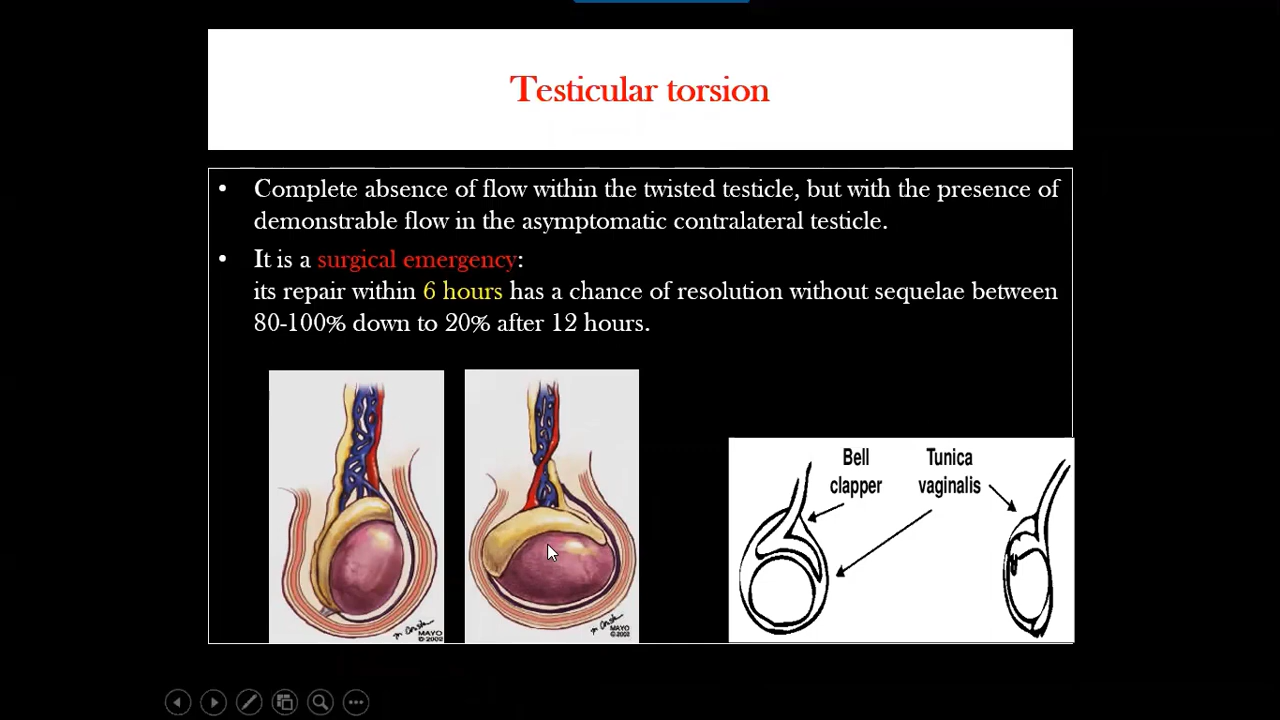 Testicular torsion
• Complete absence of flow within the twisted testicle, but with the presence of
demonstrable flow in the asymptomatic contralateral testicle.
• It is a surgical emergency:
its repair within 6 hours has a chance of resolution without sequelae between
80-100% down to 20% after 12 hours.
MAYO
© 2002
MAYO
© 2002
Bell
clapper
Tunica
vaginalis